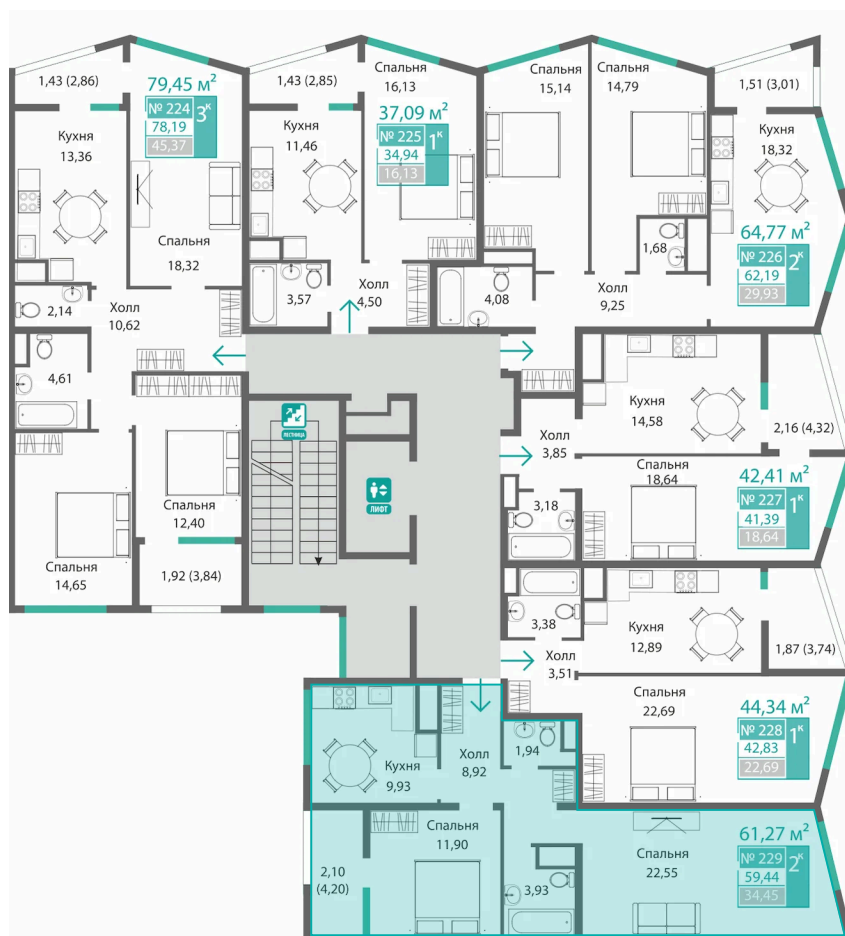 1,43 (2,86)
79,45 м²
№ 224
3к
78,19
45,37
Кухня
13,36
Спальня
18,32
2,14
Холл
10,62
4,61
Спальня
14,65
Спальня
12,40
1,92 (3,84)
1,43 (2,85)
Спальня
16,13
37,09 м²
№ 225
1к
34,94
16,13
Кухня
11,46
3,57
Холл
4,50
Спальня
15,14
Спальня
14,79
1,51 (3,01)
Кухня
18,32
64,77 м²
№ 226
2к
62,19
29,93
1,68
4,08
Холл
9,25
Кухня
14,58
2,16 (4,32)
Холл
3,85
Спальня
18,64
42,41 м²
№ 227
1к
41,39
18,64
3,18
ЛЕСТНИЦА
ЛИФТ
3,38
Кухня
12,89
1,87 (3,74)
Холл
3,51
Спальня
22,69
44,34 м²
№ 228
1к
42,83
22,69
Кухня
9,93
Холл
8,92
1,94
Спальня
11,90
2,10
(4,20)
3,93
Спальня
22,55
61,27 м²
№ 229
2к
59,44
34,45